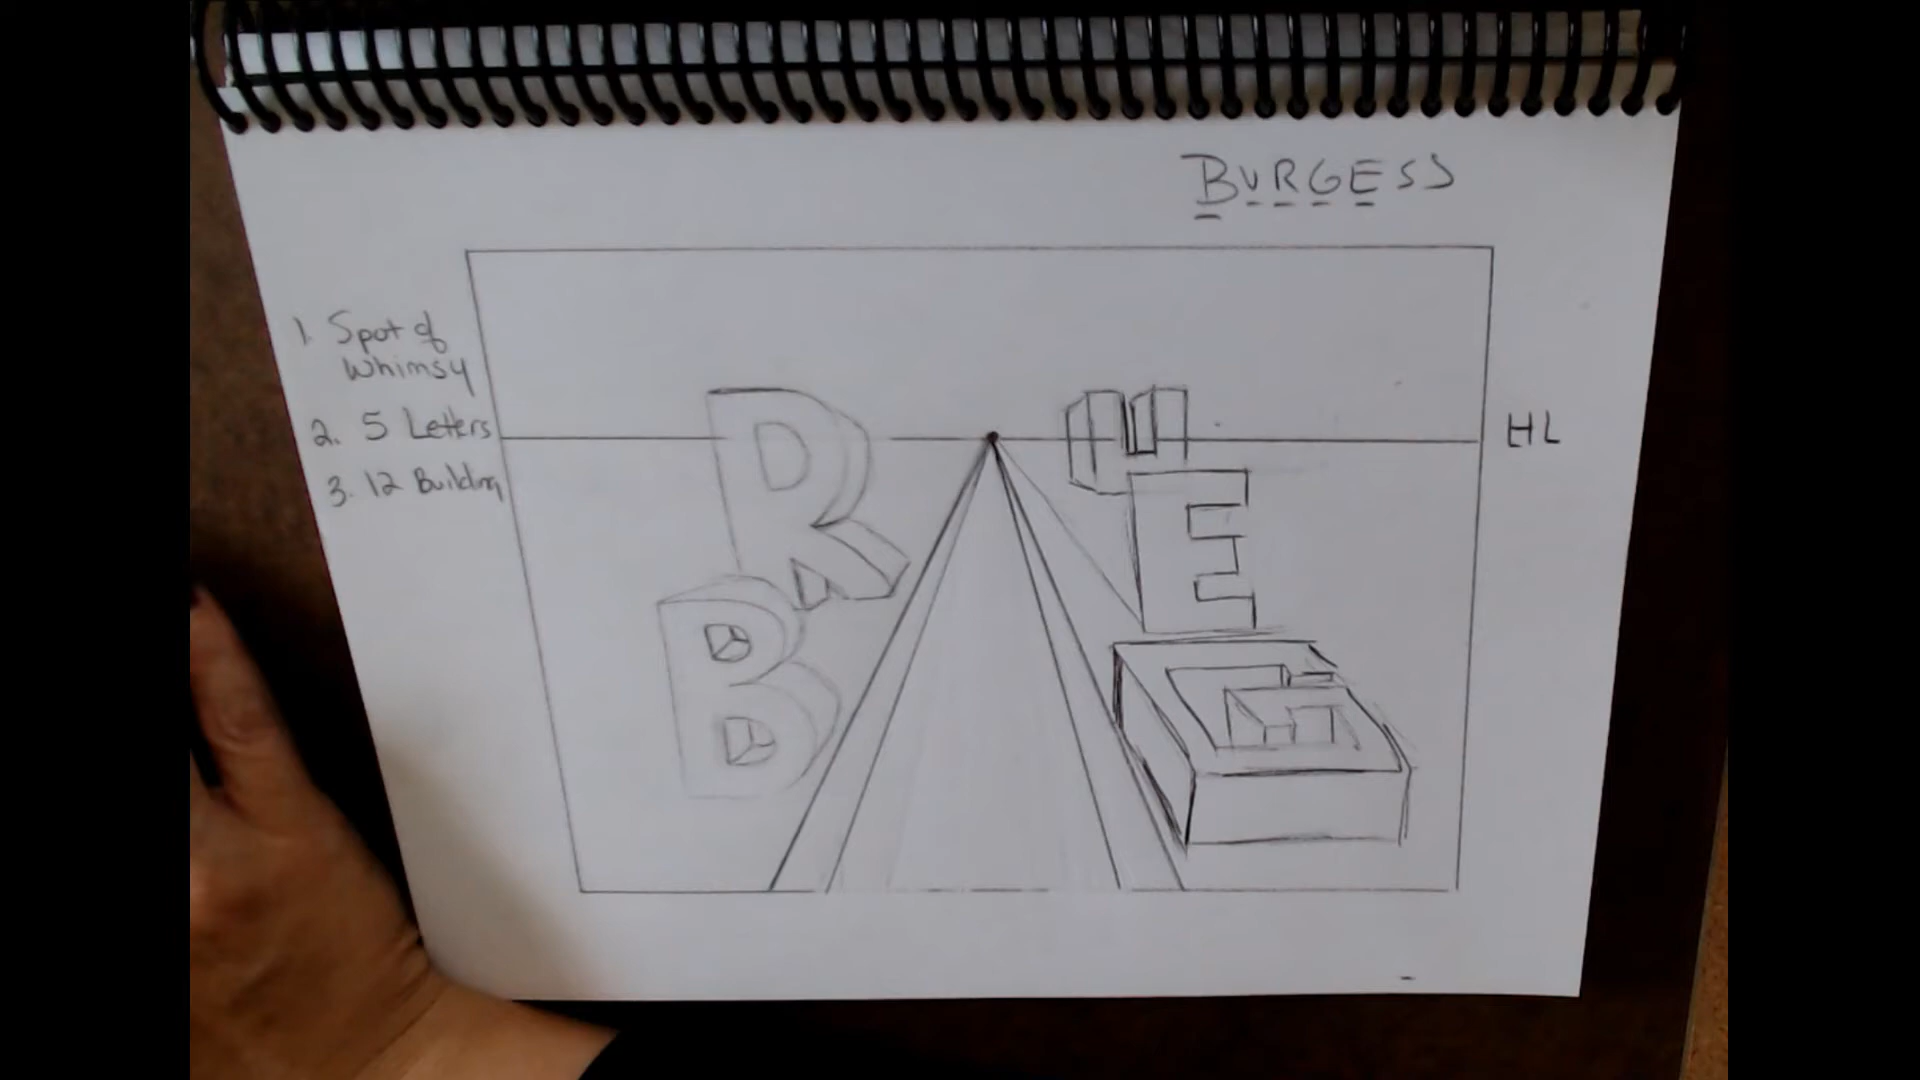 BURGESS
1. Spot of
Whimsy
2. 5 Letters
3. 12 Building
HL
R
U
E
B
G